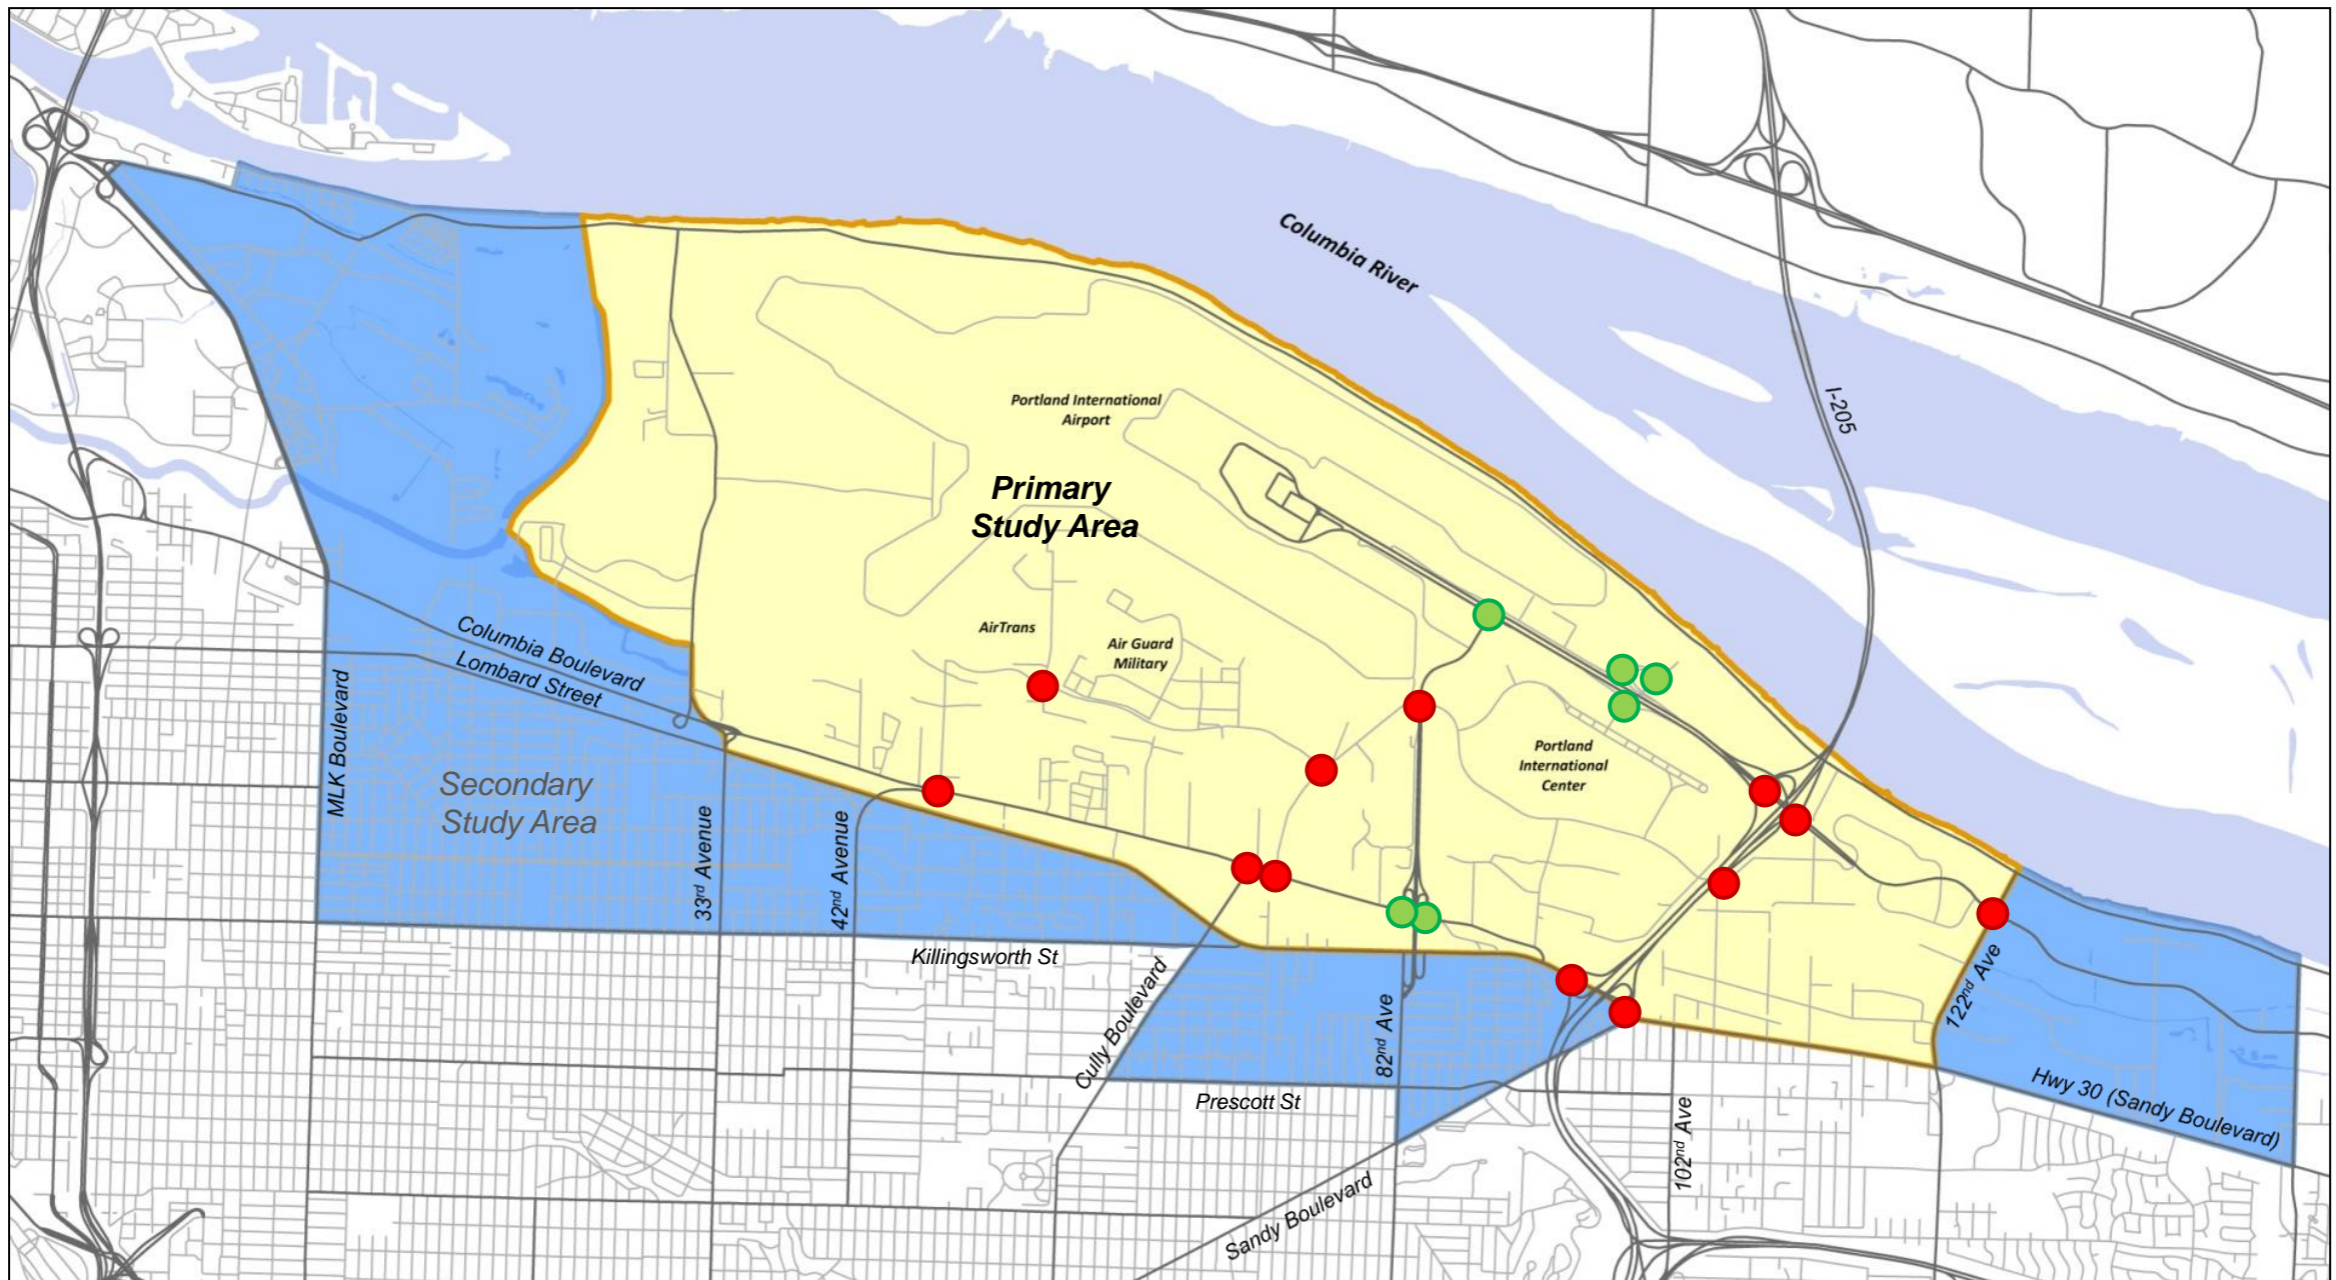 Columbia River
I-205
Portland International
Airport
Primary
Study Area
AirTrans
Air Guard
Military
Columbia Boulevard
Lombard Street
MLK Boulevard
Secondary
Study Area
33rd Avenue
42nd Avenue
Portland
International
Center
Killingsworth St
Cully Boulevard
82nd Ave
122nd Ave
Prescott St
Hwy 30 (Sandy Boulevard)
102nd Ave
Sandy Boulevard